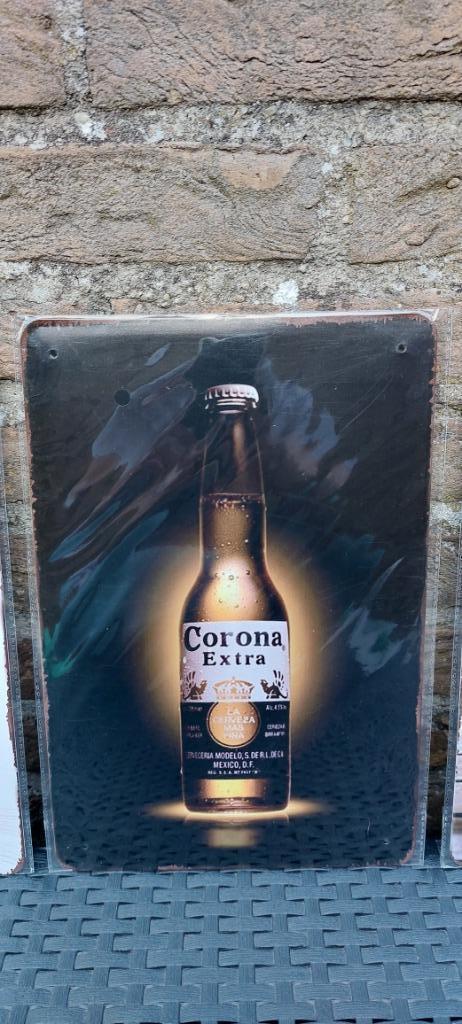 Corona
Extra
LA
CERVEZA
MAS
FINA
CERVECERIA MODELO, S. DE R.L. DE C.V.
MEXICO, D.F.